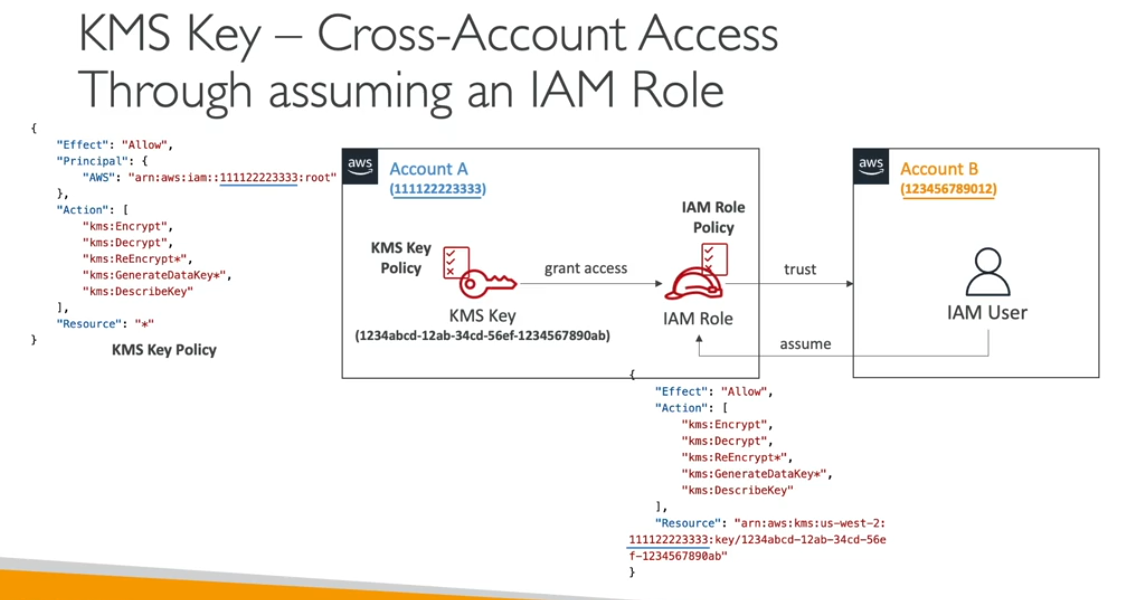 KMS Key – Cross-Account Access
Through assuming an IAM Role
{
"Effect": "Allow",
"Principal": {
"AWS": "arn:aws:iam::111122223333:root"
},
"Action": [
"kms:Encrypt",
"kms:Decrypt",
"kms:ReEncrypt*",
"kms:GenerateDataKey*",
"kms:DescribeKey"
],
"Resource": "*"
}
KMS Key Policy
aws
Account A
(111122223333)
KMS Key
Policy
grant access
KMS Key
(1234abcd-12ab-34cd-56ef-1234567890ab)
IAM Role
Policy
IAM Role
trust
assume
aws
Account B
(123456789012)
IAM User
{
"Effect": "Allow",
"Action": [
"kms:Encrypt",
"kms:Decrypt",
"kms:ReEncrypt*",
"kms:GenerateDataKey*",
"kms:DescribeKey"
],
"Resource": "arn:aws:kms:us-west-2:
111122223333:key/1234abcd-12ab-34cd-56e
f-1234567890ab"
}